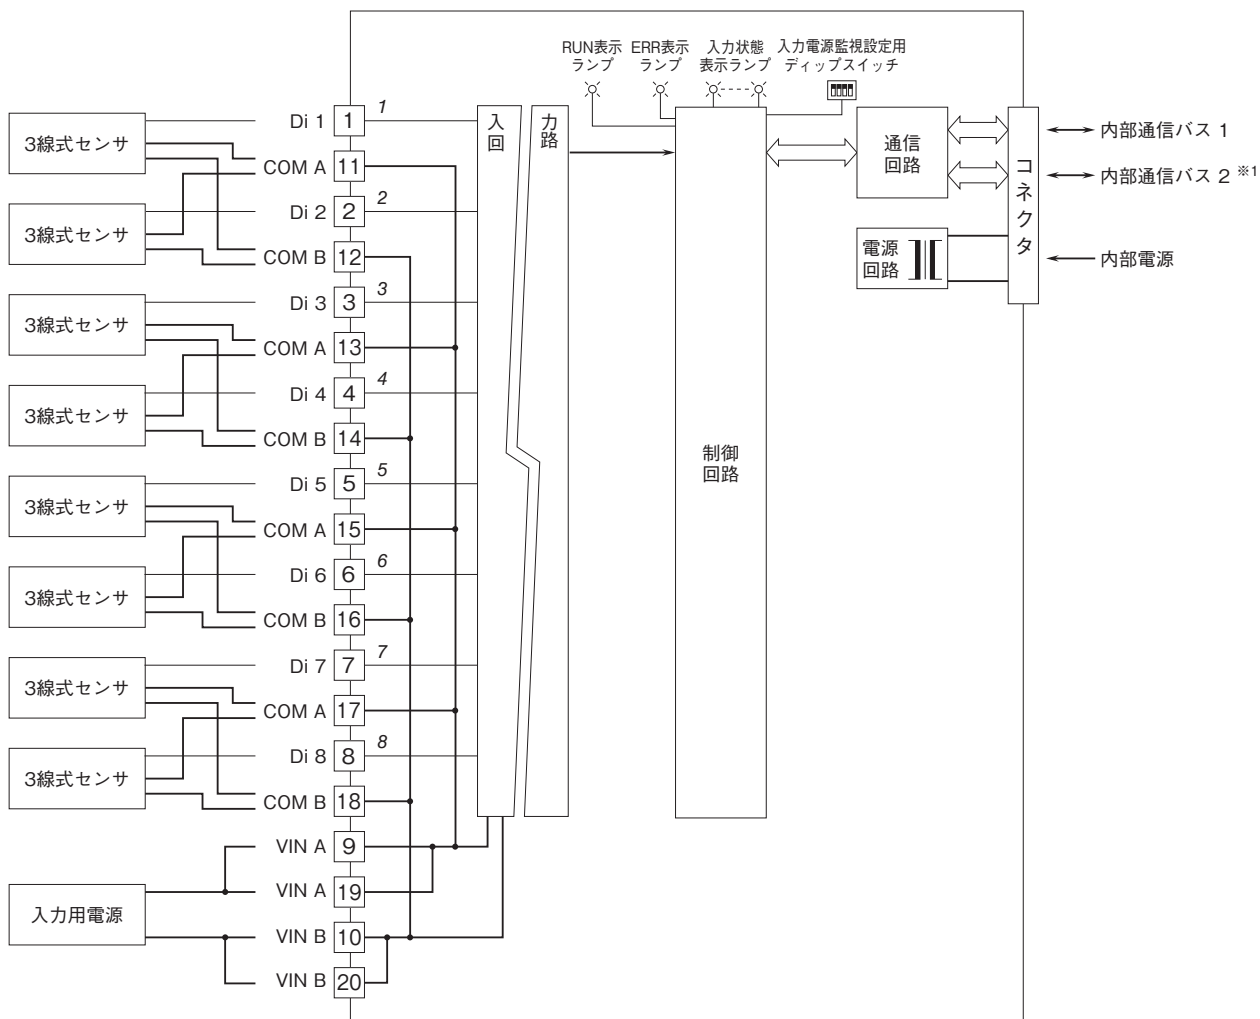 RUN表示
ランプ
ERR表示
ランプ
入力状態
表示ランプ
入力電源監視設定用
ディップスイッチ
3線式センサ
Di 1 1 1
COM A 11
3線式センサ
Di 2 2 2
COM B 12
3線式センサ
Di 3 3 3
COM A 13
3線式センサ
Di 4 4 4
COM B 14
3線式センサ
Di 5 5 5
COM A 15
3線式センサ
Di 6 6 6
COM B 16
3線式センサ
Di 7 7 7
COM A 17
3線式センサ
Di 8 8 8
COM B 18
入力用電源
VIN A 9
VIN A 19
VIN B 10
VIN B 20
入力
回路
制御
回路
通信
回路
電源
回路
コネクタ
内部通信バス 1
内部通信バス 2 ※1
内部電源